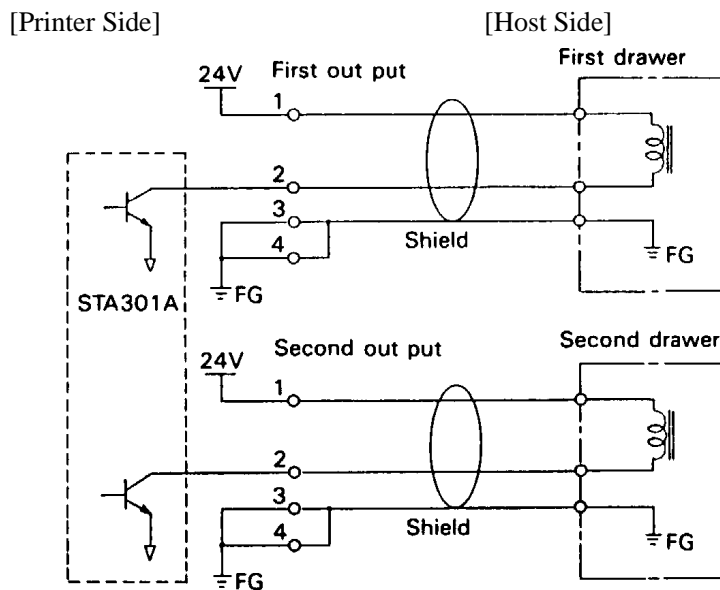 [Printer Side]
[Host Side]
24V
First out put
First drawer
1
2
3
4
Shield
FG
FG
STA301A
24V
Second out put
Second drawer
1
2
3
4
Shield
FG
FG